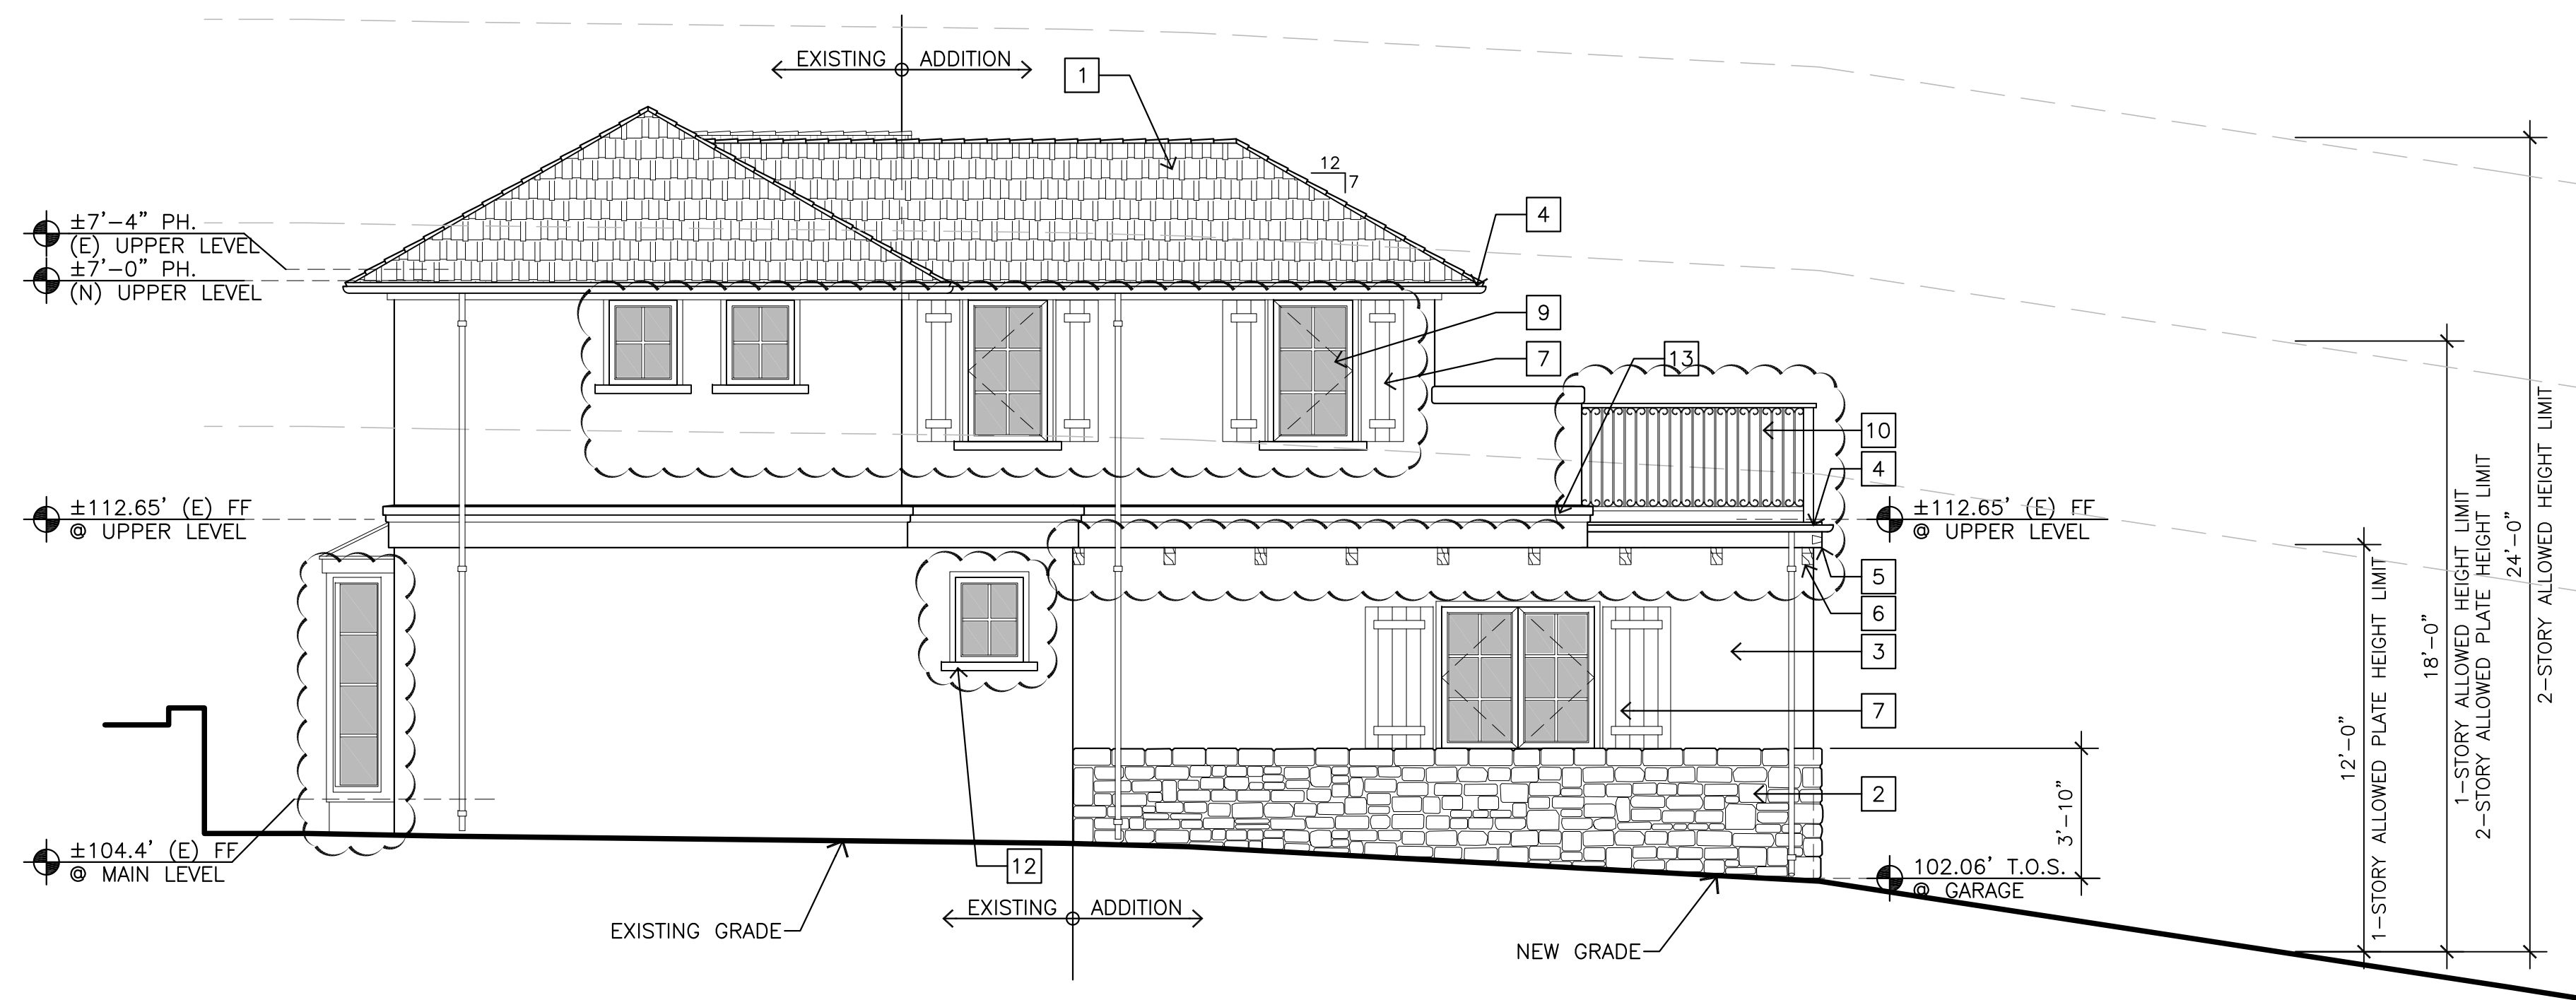 EXISTING ADDITION
1
12
7
4
±7'-4" PH.
(E) UPPER LEVEL
±7'-0" PH.
(N) UPPER LEVEL
9
7
13
10
4
±112.65' (E) FF
@ UPPER LEVEL
±112.65' (E) FF
@ UPPER LEVEL
5
6
3
7
2
12
±104.4' (E) FF
@ MAIN LEVEL
102.06' T.O.S.
@ GARAGE
3'-10"
EXISTING ADDITION
EXISTING GRADE
NEW GRADE
12'-0"
1-STORY ALLOWED PLATE HEIGHT LIMIT
18'-0"
1-STORY ALLOWED HEIGHT LIMIT
2-STORY ALLOWED PLATE HEIGHT LIMIT
24'-0"
2-STORY ALLOWED HEIGHT LIMIT